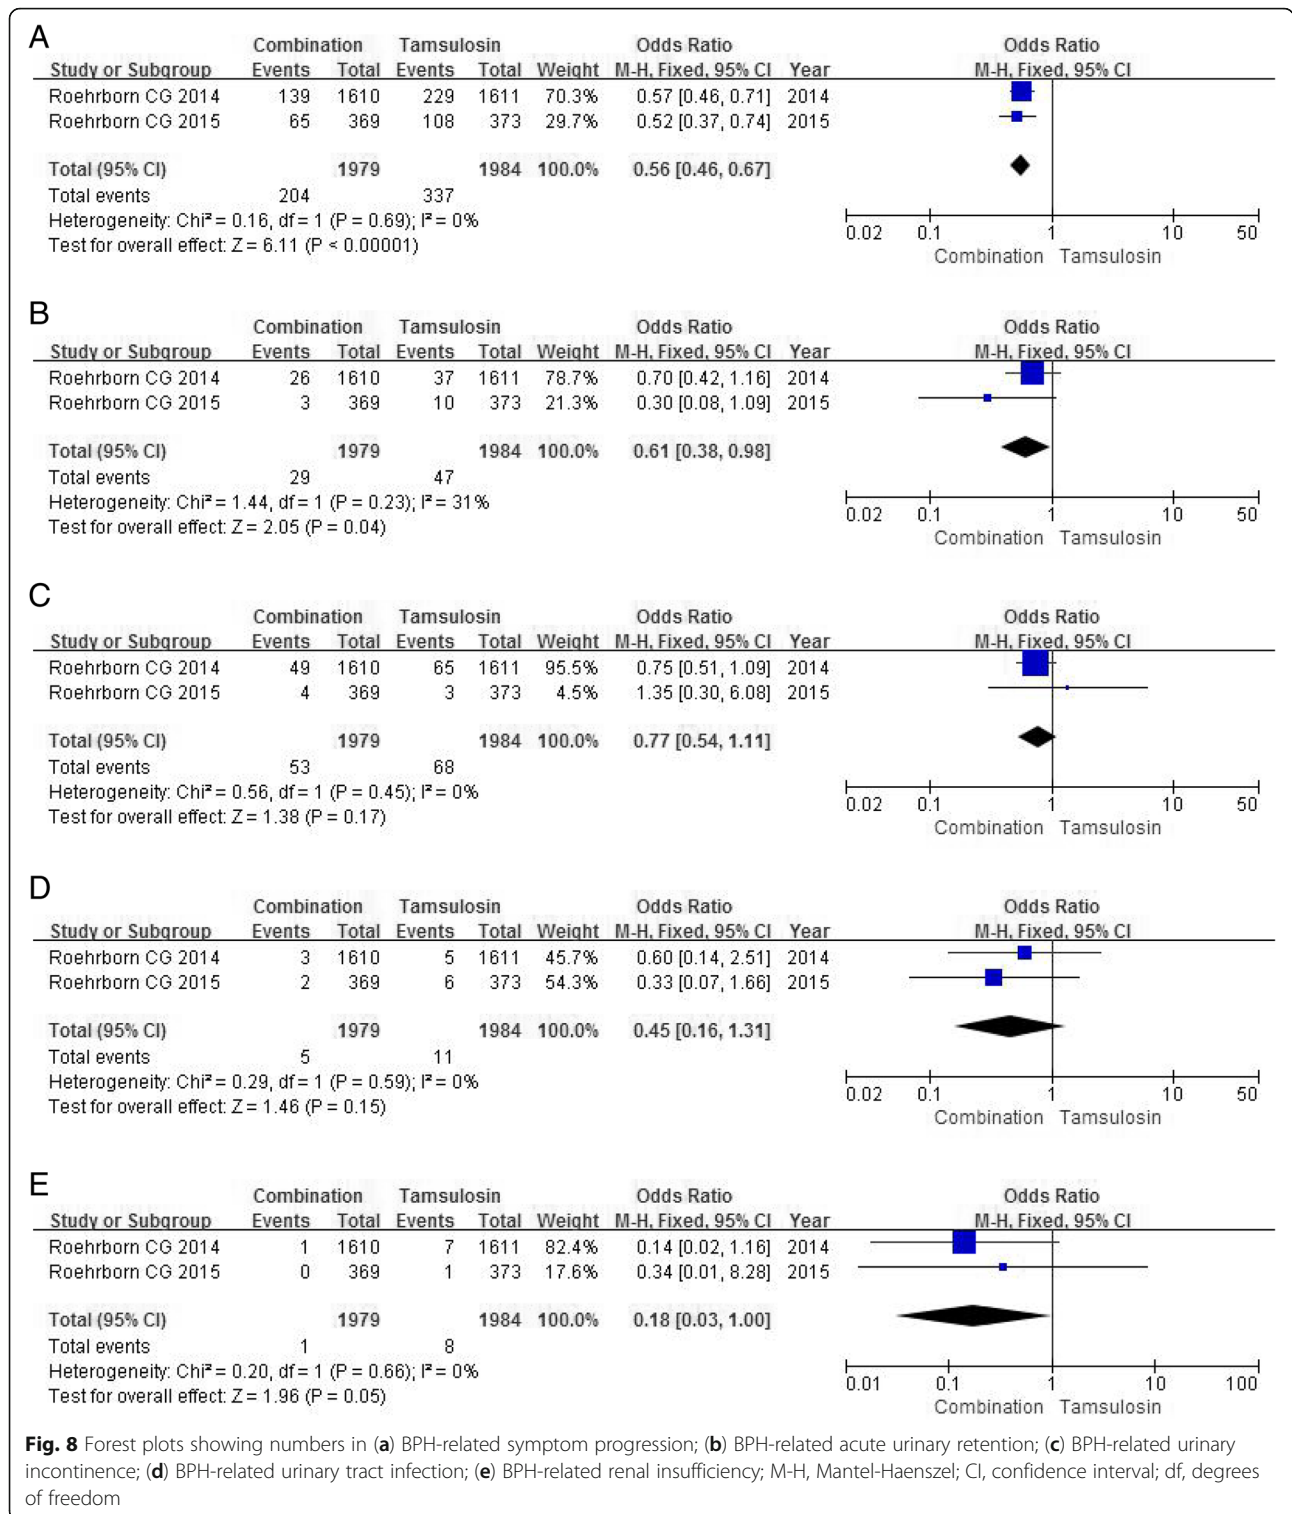 A
Combination Tamsulosin Odds Ratio Odds Ratio
Study or Subgroup Events Total Events Total Weight M-H, Fixed, 95% CI Year M-H, Fixed, 95% CI
Roehrborn CG 2014 139 1610 229 1611 70.3% 0.57 [0.46, 0.71] 2014
Roehrborn CG 2015 65 369 108 373 29.7% 0.52 [0.37, 0.74] 2015
Total (95% CI) 1979 1984 100.0% 0.56 [0.46, 0.67]
Total events 204 337
Heterogeneity: Chi² = 0.16, df = 1 (P = 0.69); I² = 0%
Test for overall effect: Z = 6.11 (P < 0.00001)
0.02 0.1 1 10 50
Combination Tamsulosin
B
Combination Tamsulosin Odds Ratio Odds Ratio
Study or Subgroup Events Total Events Total Weight M-H, Fixed, 95% CI Year M-H, Fixed, 95% CI
Roehrborn CG 2014 26 1610 37 1611 78.7% 0.70 [0.42, 1.16] 2014
Roehrborn CG 2015 3 369 10 373 21.3% 0.30 [0.08, 1.09] 2015
Total (95% CI) 1979 1984 100.0% 0.61 [0.38, 0.98]
Total events 29 47
Heterogeneity: Chi² = 1.44, df = 1 (P = 0.23); I² = 31%
Test for overall effect: Z = 2.05 (P = 0.04)
0.02 0.1 1 10 50
Combination Tamsulosin
C
Combination Tamsulosin Odds Ratio Odds Ratio
Study or Subgroup Events Total Events Total Weight M-H, Fixed, 95% CI Year M-H, Fixed, 95% CI
Roehrborn CG 2014 49 1610 65 1611 95.5% 0.75 [0.51, 1.09] 2014
Roehrborn CG 2015 4 369 3 373 4.5% 1.35 [0.30, 6.08] 2015
Total (95% CI) 1979 1984 100.0% 0.77 [0.54, 1.11]
Total events 53 68
Heterogeneity: Chi² = 0.56, df = 1 (P = 0.45); I² = 0%
Test for overall effect: Z = 1.38 (P = 0.17)
0.02 0.1 1 10 50
Combination Tamsulosin
D
Combination Tamsulosin Odds Ratio Odds Ratio
Study or Subgroup Events Total Events Total Weight M-H, Fixed, 95% CI Year M-H, Fixed, 95% CI
Roehrborn CG 2014 3 1610 5 1611 45.7% 0.60 [0.14, 2.51] 2014
Roehrborn CG 2015 2 369 6 373 54.3% 0.33 [0.07, 1.66] 2015
Total (95% CI) 1979 1984 100.0% 0.45 [0.16, 1.31]
Total events 5 11
Heterogeneity: Chi² = 0.29, df = 1 (P = 0.59); I² = 0%
Test for overall effect: Z = 1.46 (P = 0.15)
0.02 0.1 1 10 50
Combination Tamsulosin
E
Combination Tamsulosin Odds Ratio Odds Ratio
Study or Subgroup Events Total Events Total Weight M-H, Fixed, 95% CI Year M-H, Fixed, 95% CI
Roehrborn CG 2014 1 1610 7 1611 82.4% 0.14 [0.02, 1.16] 2014
Roehrborn CG 2015 0 369 1 373 17.6% 0.34 [0.01, 8.28] 2015
Total (95% CI) 1979 1984 100.0% 0.18 [0.03, 1.00]
Total events 1 8
Heterogeneity: Chi² = 0.20, df = 1 (P = 0.66); I² = 0%
Test for overall effect: Z = 1.96 (P = 0.05)
0.01 0.1 1 10 100
Combination Tamsulosin
Fig. 8 Forest plots showing numbers in (a) BPH-related symptom progression; (b) BPH-related acute urinary retention; (c) BPH-related urinary
incontinence; (d) BPH-related urinary tract infection; (e) BPH-related renal insufficiency; M-H, Mantel-Haenszel; CI, confidence interval; df, degrees
of freedom